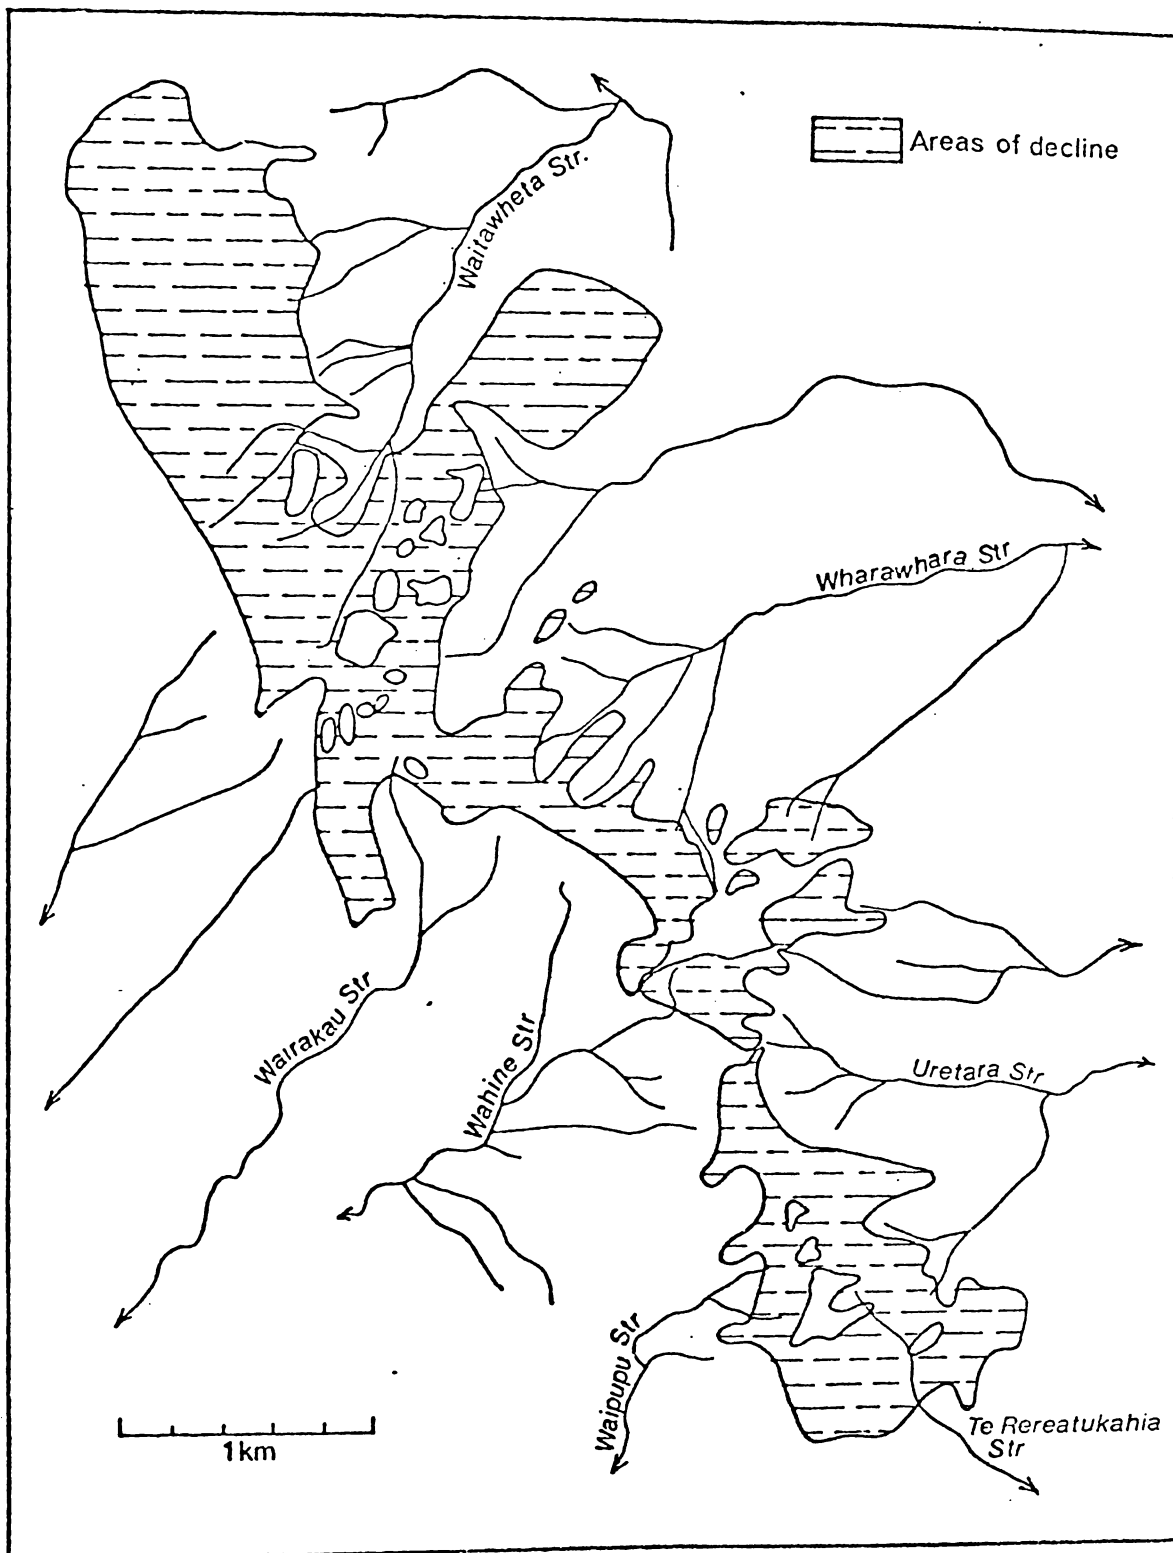 Areas of decline
Waitawheta Str.
Wharawhara Str
Wairakau Str
Wahine Str
Uretara Str
Waipupu Str
Te Rereatukahia
Str
1km